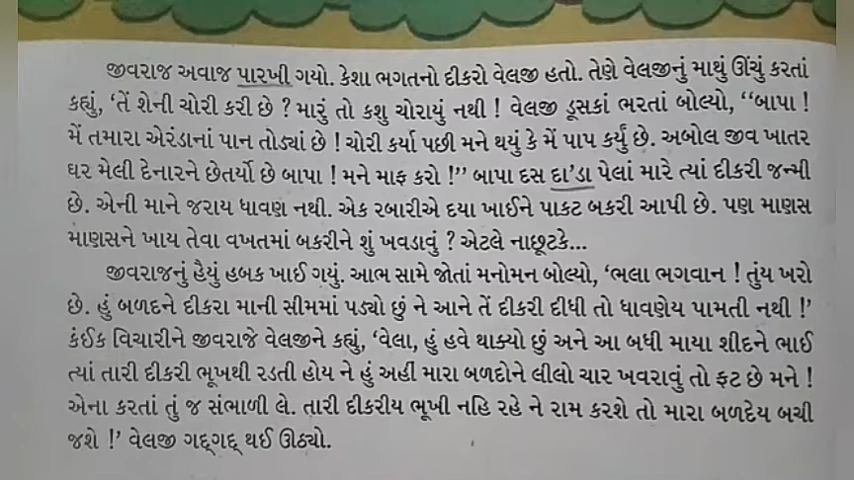 જીવરાજ અવાજ પારખી ગયો. કેશા ભગતનો દીકરો વેલજી હતો. તેણે વેલજીનું માથું ઊંચું કરતાં
કહ્યું, ‘તેં શેની ચોરી કરી છે ? મારું તો કશુ ચોરાયું નથી ! વેલજી ડૂસકાં ભરતાં બોલ્યો, ‘‘બાપા !
મેં તમારા એરંડાનાં પાન તોડ્યાં છે ! ચોરી કર્યા પછી મને થયું કે મેં પાપ કર્યું છે. અબોલ જીવ ખાતર
ઘર મેલી દેનારને છેતર્યો છે બાપા ! મને માફ કરો !’’ બાપા દસ દા’ડા પેલાં મારે ત્યાં દીકરી જન્મી
છે. એની માને જરાય ધાવણ નથી. એક રબારીએ દયા ખાઈને પાકટ બકરી આપી છે. પણ માણસ
માણસને ખાય તેવા વખતમાં બકરીને શું ખવડાવું ? એટલે નાછૂટકે...
જીવરાજનું હૈયું હબક ખાઈ ગયું. આભ સામે જોતાં મનોમન બોલ્યો, ‘ભલા ભગવાન ! તુંય ખરો
છે. હું બળદને દીકરા માની સીમમાં પડ્યો છું ને આને તેં દીકરી દીધી તો ધાવણેય પામતી નથી !’
કંઈક વિચારીને જીવરાજે વેલજીને કહ્યું, ‘વેલા, હું હવે થાક્યો છું અને આ બધી માયા શીદને ભાઈ
ત્યાં તારી દીકરી ભૂખથી રડતી હોય ને હું અહીં મારા બળદોને લીલો ચાર ખવરાવું તો ફટ છે મને !
એના કરતાં તું જ સંભાળી લે. તારી દીકરીય ભૂખી નહિ રહે ને રામ કરશે તો મારા બળદેય બચી
જશે !’ વેલજી ગદ્ગદ્ થઈ ઊઠ્યો.